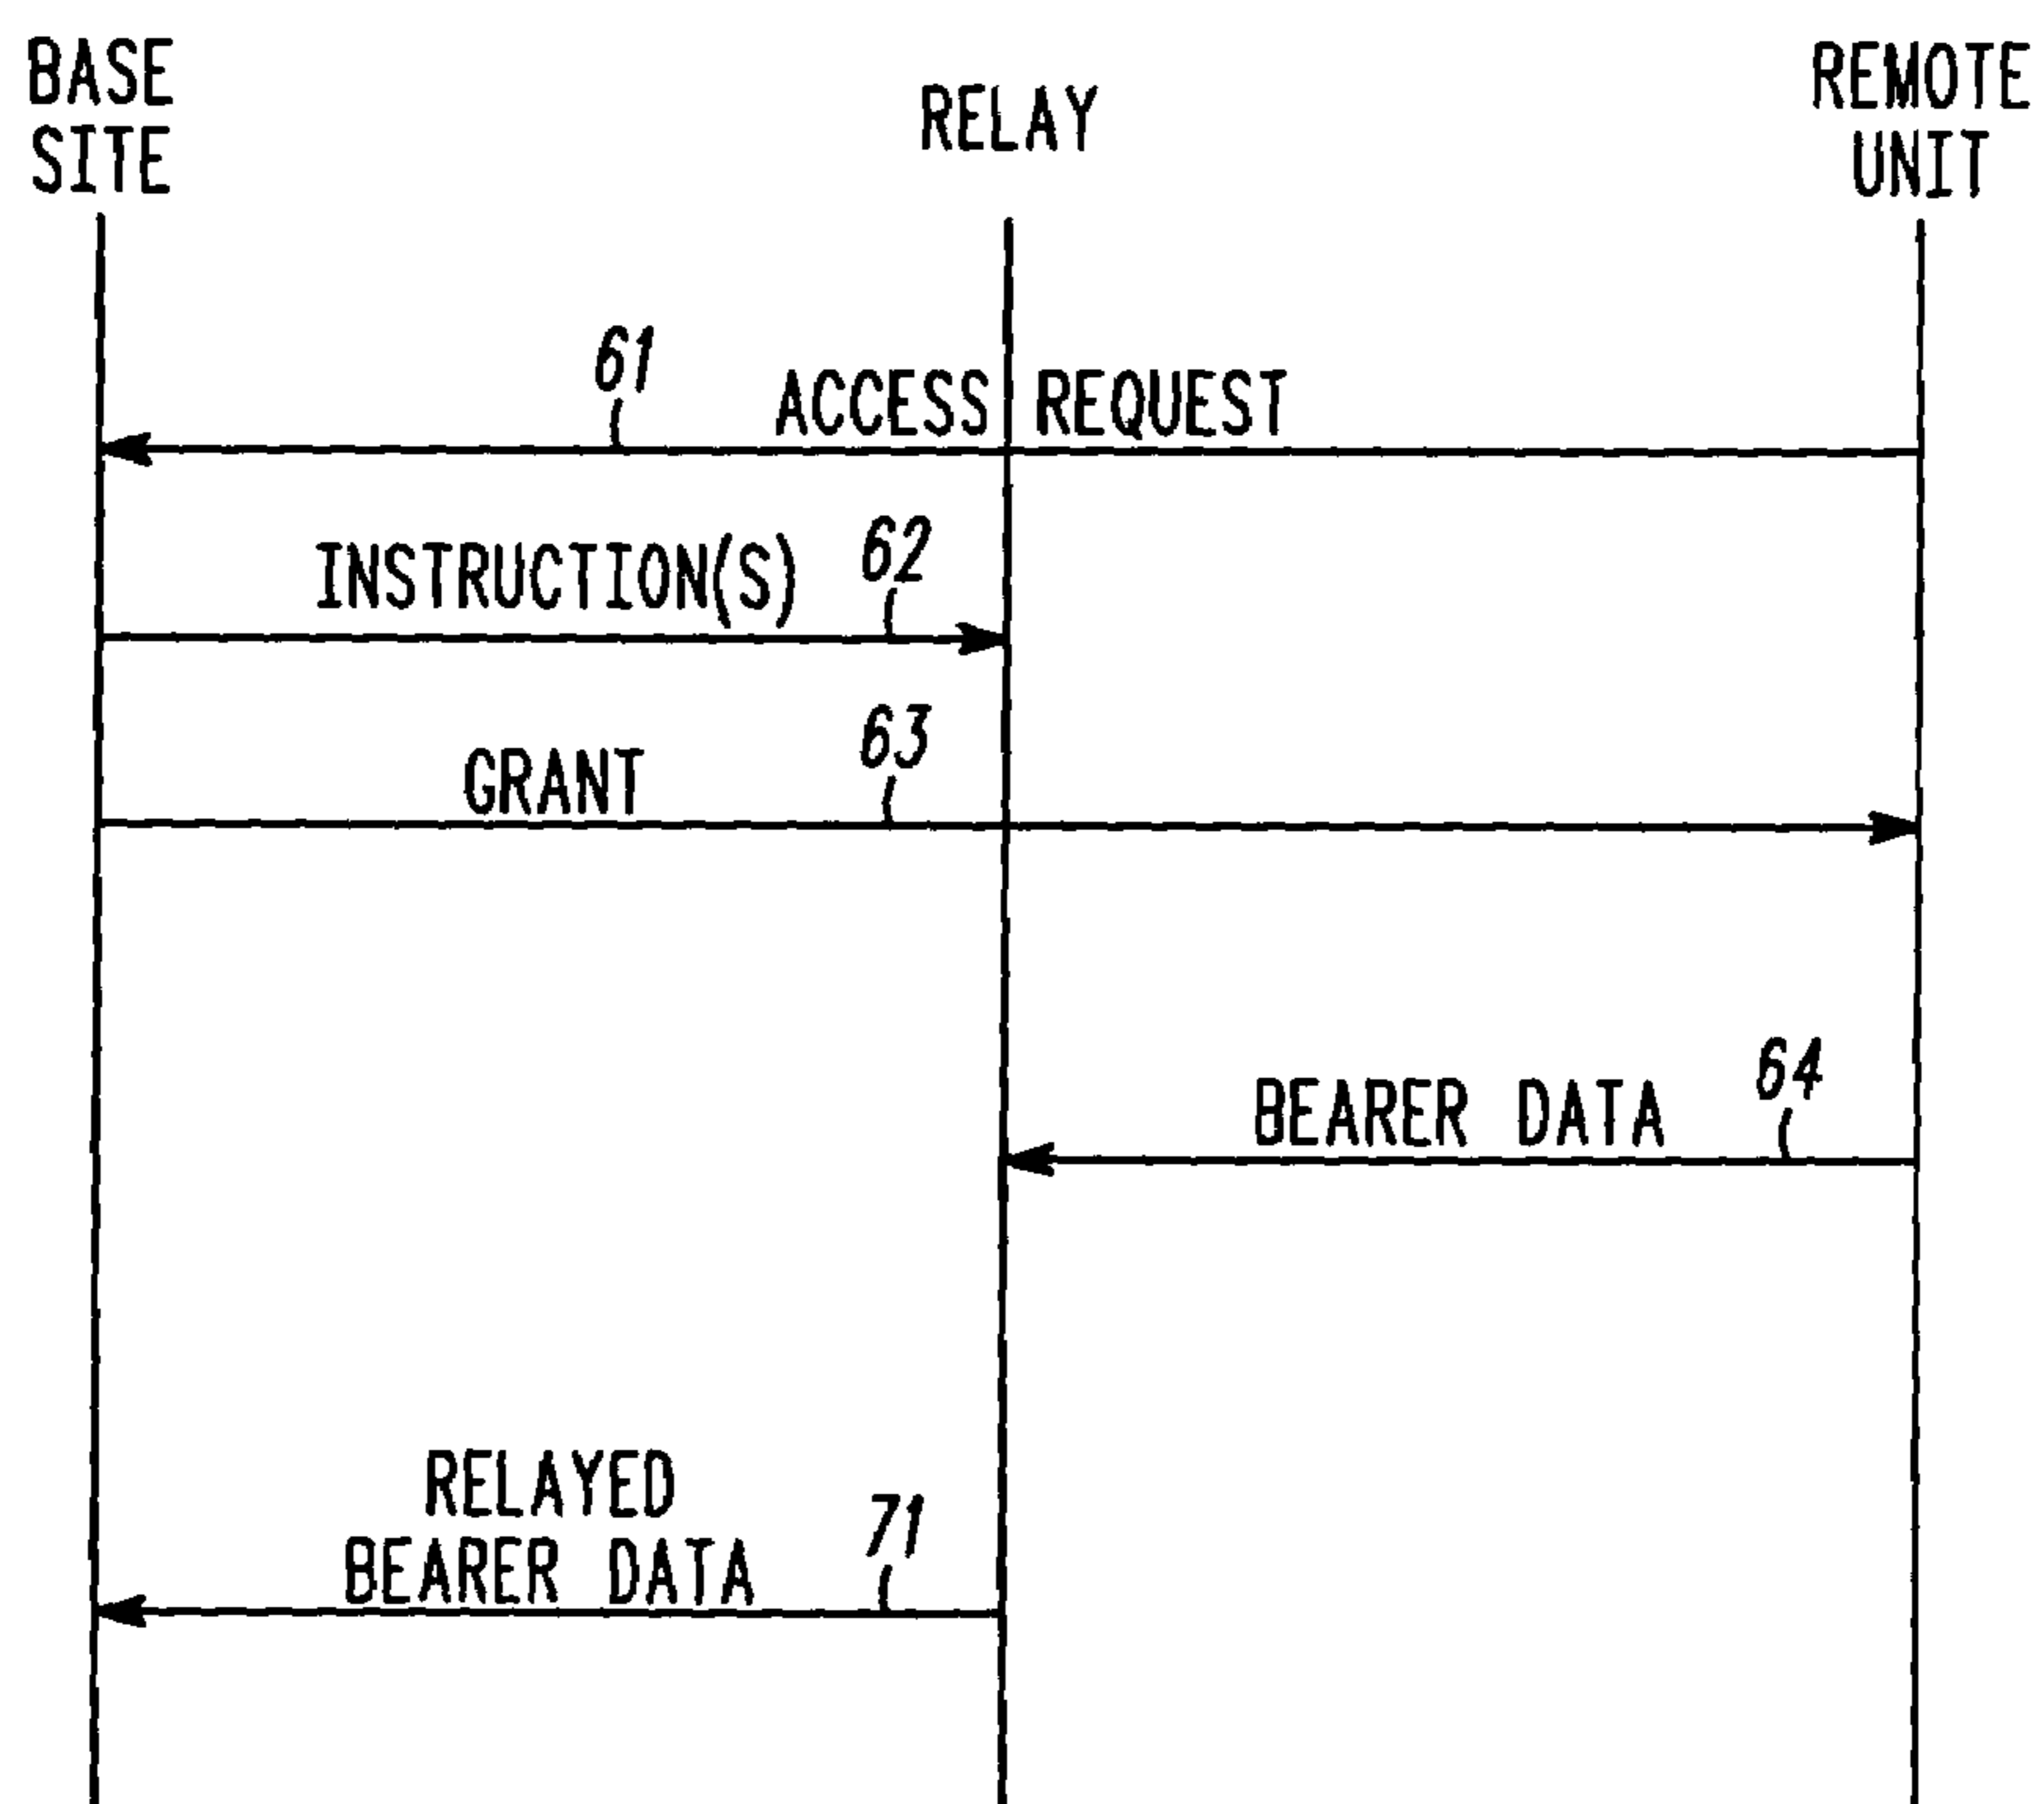 BASE
SITE
RELAY
REMOTE
UNIT
61
ACCESS REQUEST
INSTRUCTION(S)
62
GRANT
63
BEARER DATA
64
RELAYED
BEARER DATA
71